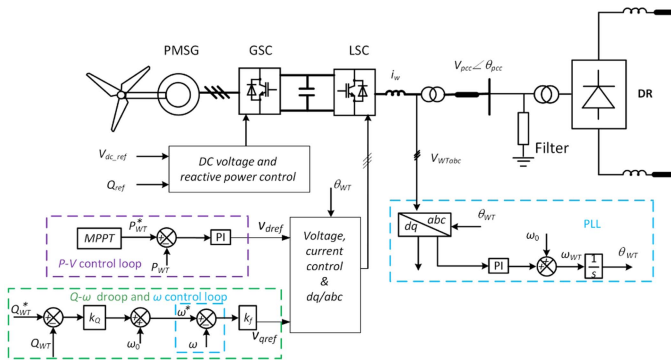 PMSG
GSC
LSC
i_w
V_pcc∠θ_pcc
DR
Filter
V_WTabc
V_dc_ref
Q_ref
DC voltage and
reactive power control
θ_WT
P*_WT
MPPT
PI
V_dref
P_WT
P-V control loop
Voltage,
current
control
&
dq/abc
abc
dq
θ_WT
PLL
ω_0
PI
ω_WT
1
s
θ_WT
Q-ω droop and ω control loop
Q*_WT
k_Q
ω*
k_f
V_qref
Q_WT
ω_0
ω